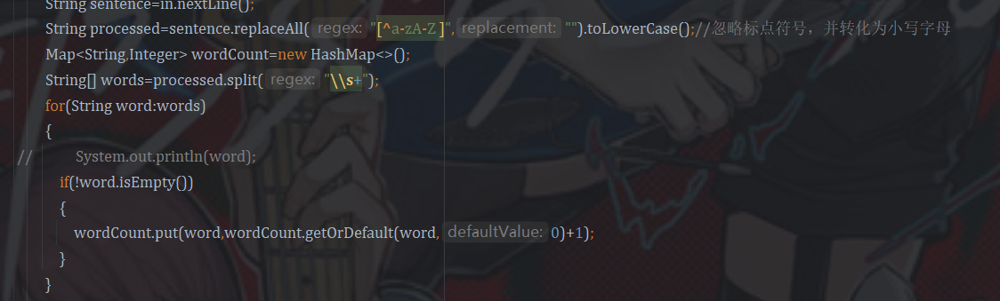 String sentence=in.nextLine();
String processed=sentence.replaceAll( regex: "[^a-zA-Z ]", replacement: "").toLowerCase();//忽略标点符号，并转化为小写字母
Map<String,Integer> wordCount=new HashMap<>();
String[] words=processed.split( regex: "\\s+");
for(String word:words)
{
// System.out.println(word);
if(!word.isEmpty())
{
wordCount.put(word,wordCount.getOrDefault(word, defaultValue: 0)+1);
}
}